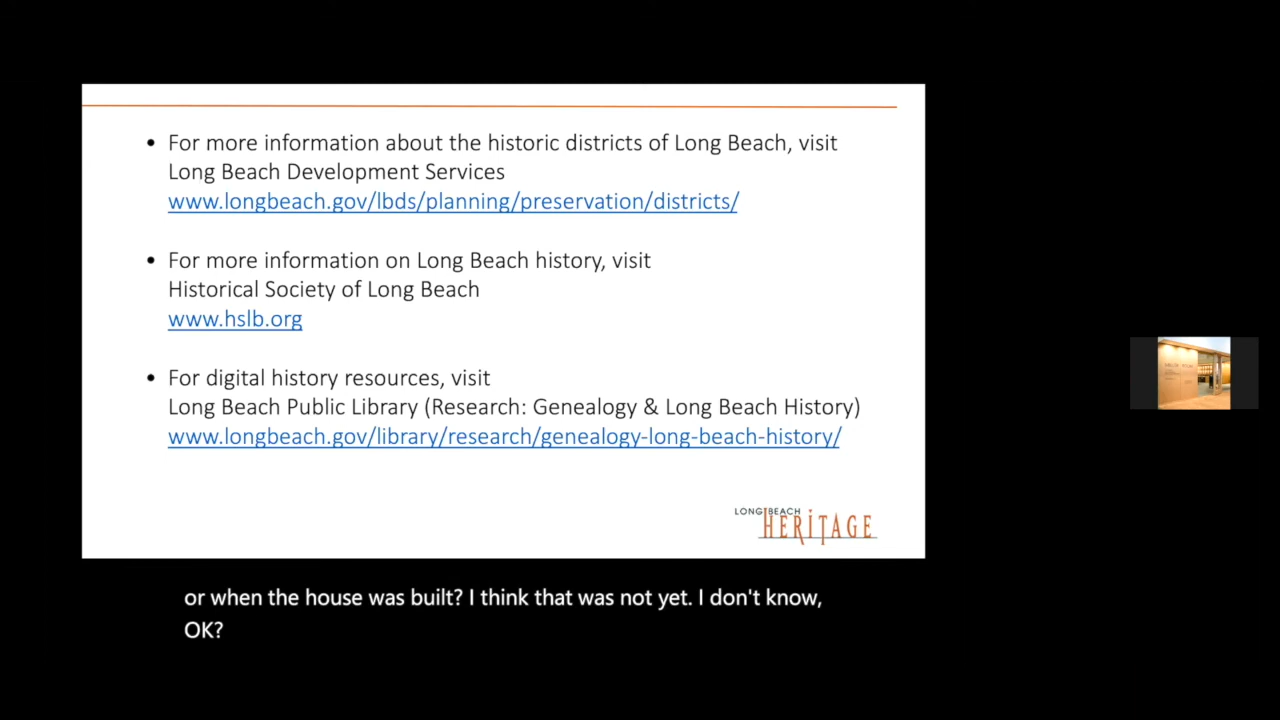 • For more information about the historic districts of Long Beach, visit
Long Beach Development Services
www.longbeach.gov/lbds/planning/preservation/districts/
• For more information on Long Beach history, visit
Historical Society of Long Beach
www.hslb.org
• For digital history resources, visit
Long Beach Public Library (Research: Genealogy & Long Beach History)
www.longbeach.gov/library/research/genealogy-long-beach-history/
LONG BEACH
HERITAGE
or when the house was built? I think that was not yet. I don't know,
OK?